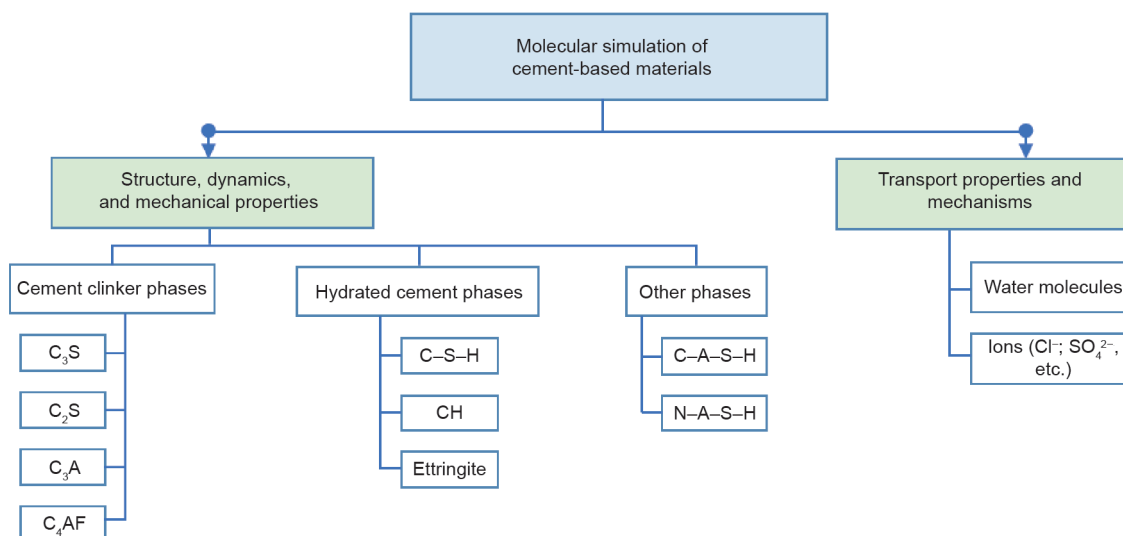 Molecular simulation of
cement-based materials
Structure, dynamics,
and mechanical properties
Transport properties and
mechanisms
Cement clinker phases
Hydrated cement phases
Other phases
Water molecules
C₃S
C–S–H
C–A–S–H
Ions (Cl⁻; SO₄²⁻,
etc.)
C₂S
CH
N–A–S–H
C₃A
Ettringite
C₄AF